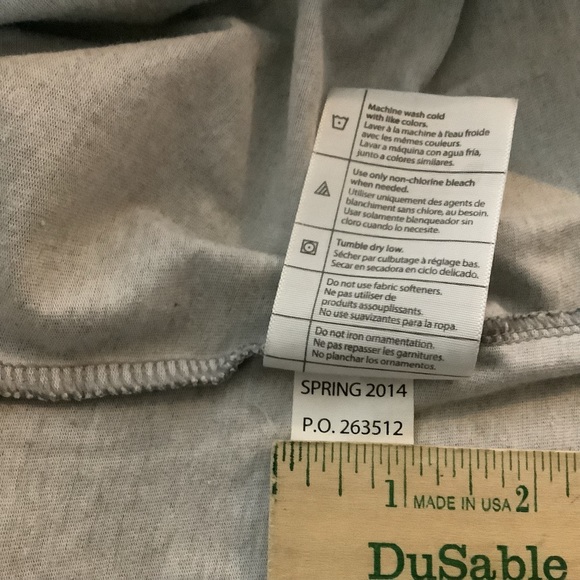 Machine wash cold
with like colors.
Laver à la machine à l'eau froide
avec les mêmes couleurs.
Lavar a máquina con agua fría,
junto a colores similares.
Use only non-chlorine bleach
when needed.
Utiliser uniquement des agents de
blanchiment sans chlore, au besoin.
Usar solamente blanqueador sin
cloro cuando lo necesite.
Tumble dry low.
Sécher par culbutage à réglage bas.
Secar en secadora en ciclo delicado.
Do not use fabric softeners.
Ne pas utiliser de
produits assouplissants.
No use suavizantes para la ropa.
Do not iron ornamentation.
Ne pas repasser les garnitures.
No planchar los ornamentos.
SPRING 2014
P.O. 263512
1 MADE IN USA 2
DuSable